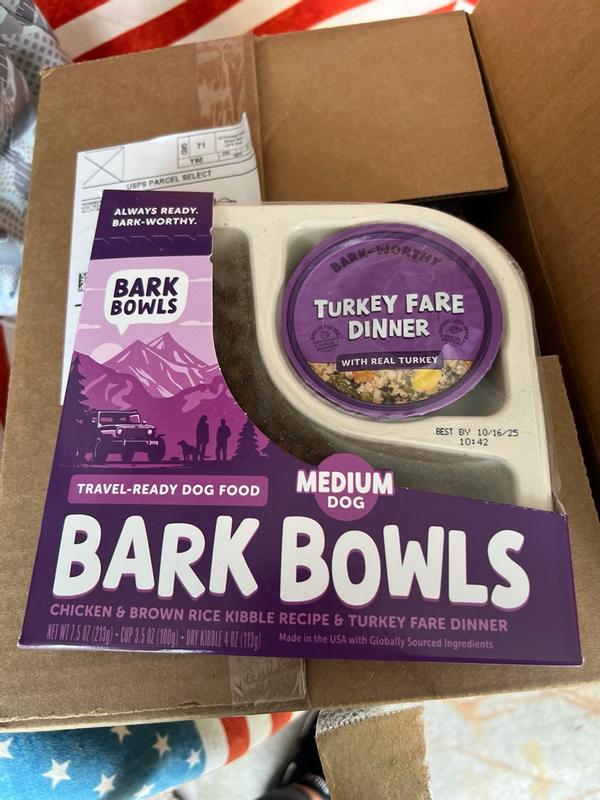 71
Y60
USPS PARCEL SELECT
ALWAYS READY.
BARK-WORTHY.
BARK
BOWLS
BARK-WORTHY
TURKEY FARE
DINNER
WITH REAL TURKEY
BEST BY 10/16/25
10:42
TRAVEL-READY DOG FOOD
MEDIUM
DOG
BARK BOWLS
CHICKEN & BROWN RICE KIBBLE RECIPE & TURKEY FARE DINNER
NET WT 7.5 OZ (213g) • CUP 3.5 OZ (100g) • DRY KIBBLE 4 OZ (113g)
Made in the USA with Globally Sourced Ingredients